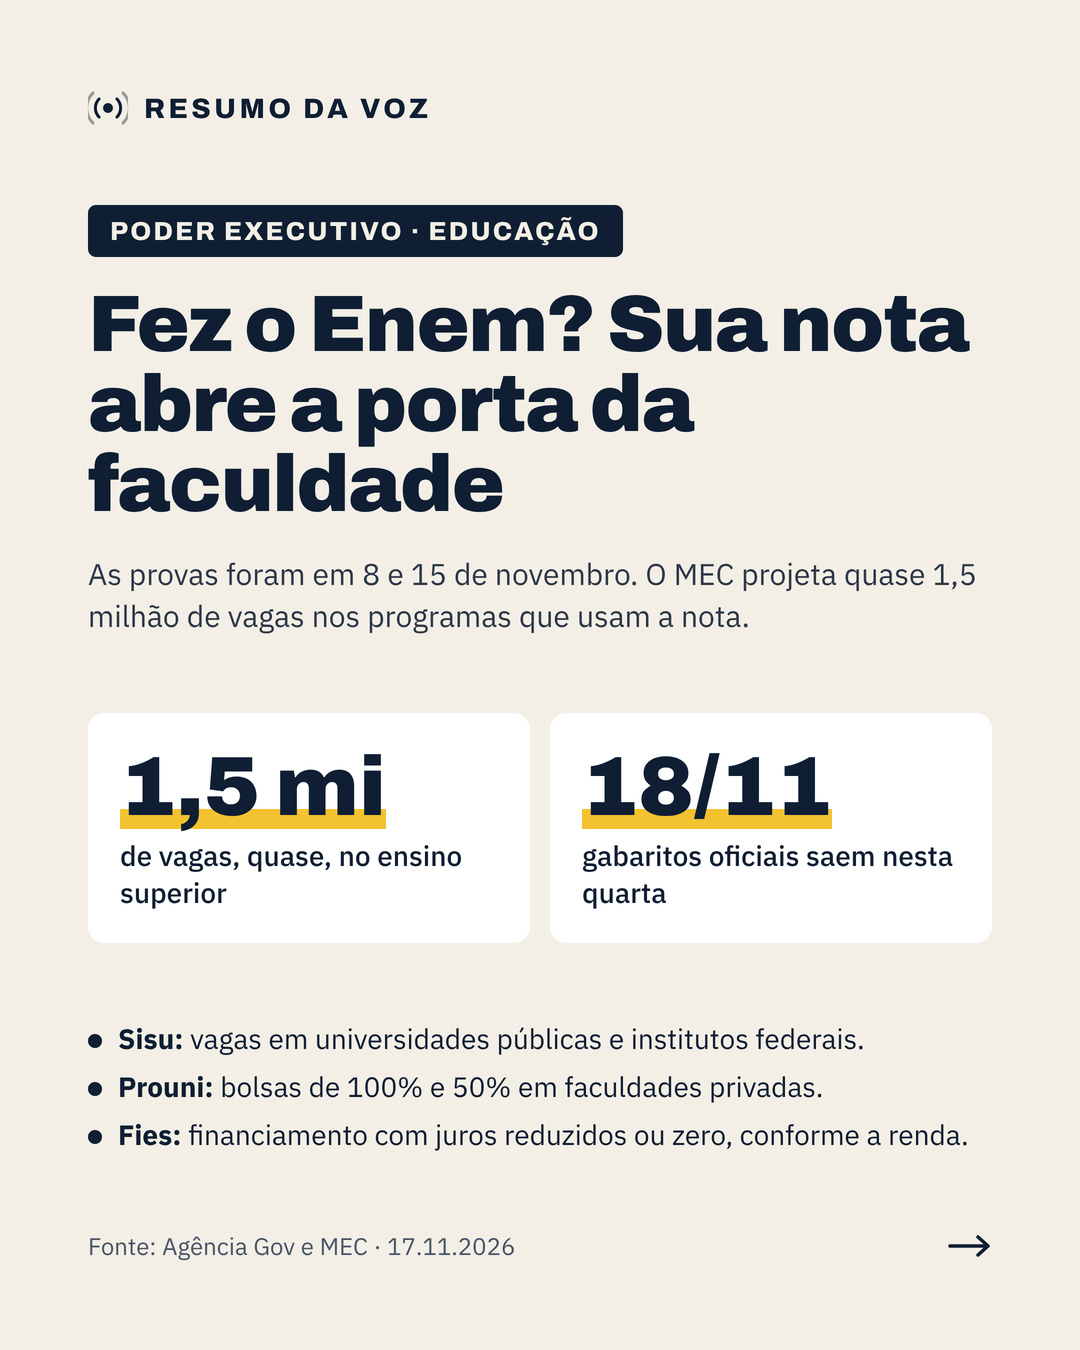 RESUMO DA VOZ
PODER EXECUTIVO · EDUCAÇÃO
Fez o Enem? Sua nota
abre a porta da
faculdade
As provas foram em 8 e 15 de novembro. O MEC projeta quase 1,5
milhão de vagas nos programas que usam a nota.
1,5 mi
de vagas, quase, no ensino
superior
18/11
gabaritos oficiais saem nesta
quarta
Sisu: vagas em universidades públicas e institutos federais.
Prouni: bolsas de 100% e 50% em faculdades privadas.
Fies: financiamento com juros reduzidos ou zero, conforme a renda.
Fonte: Agência Gov e MEC · 17.11.2026